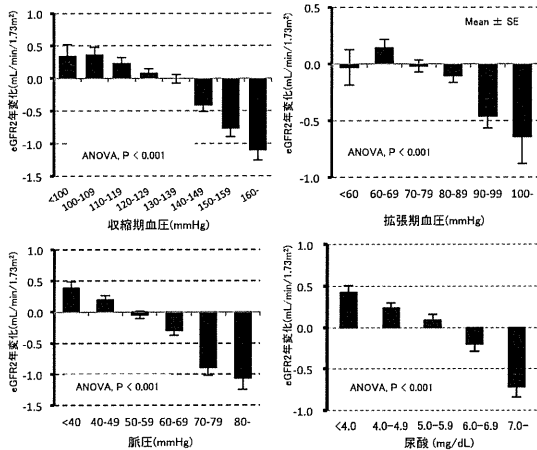 eGFR2年変化(mL/min/1.73m²)
1.0
0.5
0.0
-0.5
-1.0
-1.5
ANOVA, P < 0.001
<100
100-109
110-119
120-129
130-139
140-149
150-159
160-
収縮期血圧(mmHg)
eGFR2年変化(mL/min/1.73m²)
0.5
0.0
-0.5
-1.0
Mean ± SE
ANOVA, P < 0.001
<60 60-69 70-79 80-89 90-99 100-
拡張期血圧(mmHg)
eGFR2年変化(mL/min/1.73m²)
1.0
0.5
0.0
-0.5
-1.0
-1.5
ANOVA, P < 0.001
<40 40-49 50-59 60-69 70-79 80-
脈圧(mmHg)
eGFR2年変化(mL/min/1.73m²)
1.0
0.5
0.0
-0.5
-1.0
ANOVA, P < 0.001
<4.0 4.0-4.9 5.0-5.9 6.0-6.9 7.0-
尿酸 (mg/dL)